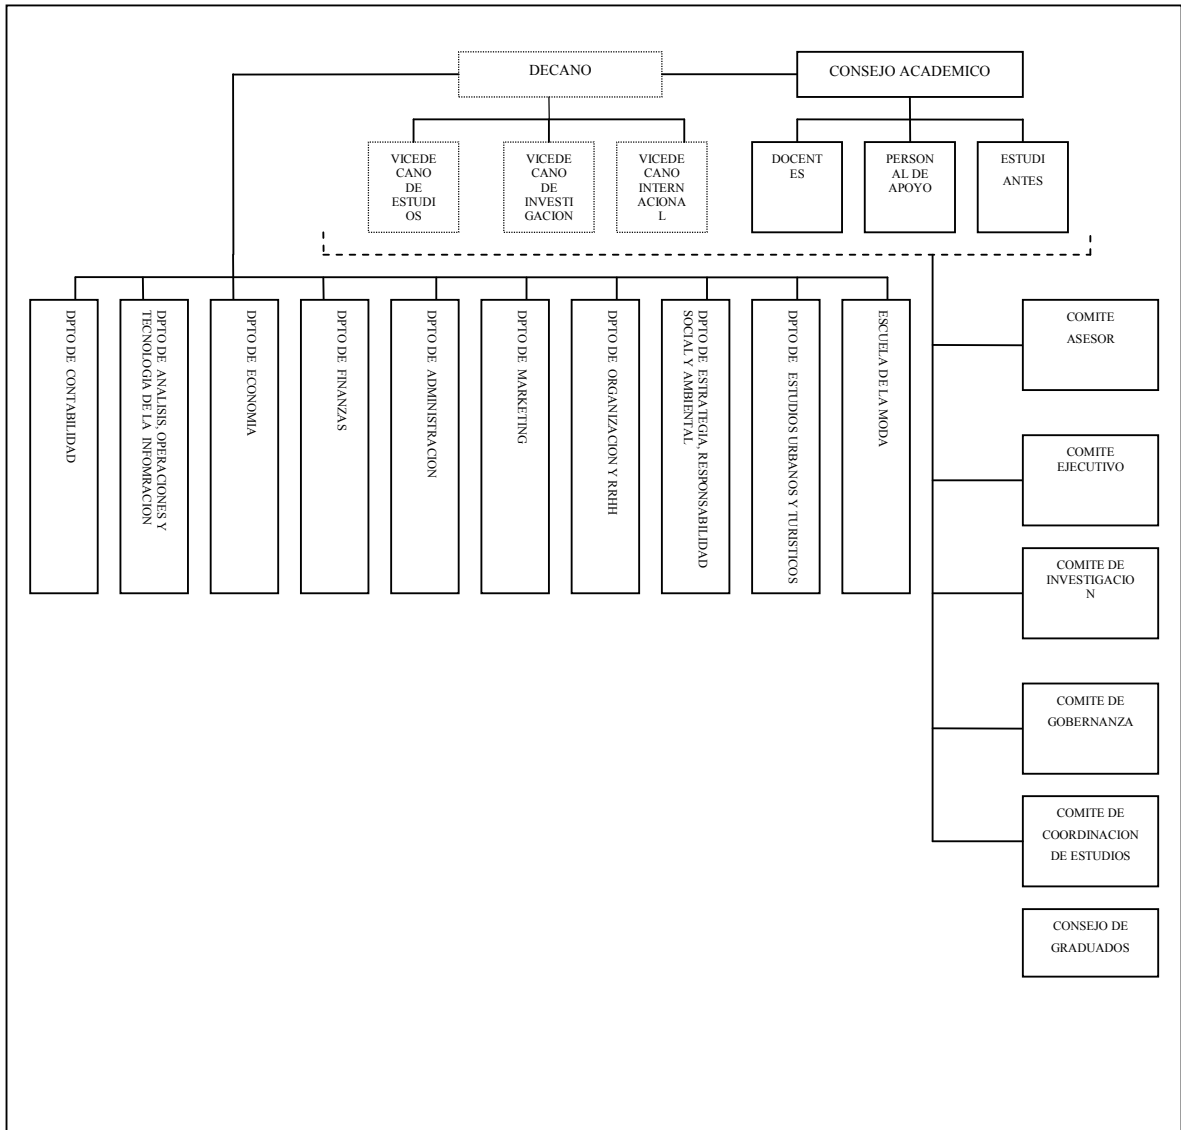 DECANO
CONSEJO ACADEMICO
VICEDE
CANO
DE
ESTUDI
OS
VICEDE
CANO
DE
INVESTI
GACION
VICEDE
CANO
INTERN
ACIONA
L
DOCENT
ES
PERSON
AL DE
APOYO
ESTUDI
ANTES
DPTO DE CONTABILIDAD
DPTO DE ANALISIS, OPERACIONES Y
TECNOLOGIA DE LA INFOMRACION
DPTO DE ECONOMIA
DPTO DE FINANZAS
DPTO DE ADMINISTRACION
DPTO DE MARKETING
DPTO DE ORGANIZACION Y RRHH
DPTO DE ESTRATEGIA, RESPONSABILIDAD
SOCIAL Y AMBIENTAL
DPTO DE ESTUDIOS URBANOS Y TURISTICOS
ESCUELA DE LA MODA
COMITE
ASESOR
COMITE
EJECUTIVO
COMITE DE
INVESTIGACIO
N
COMITE DE
GOBERNANZA
COMITE DE
COORDINACION
DE ESTUDIOS
CONSEJO DE
GRADUADOS